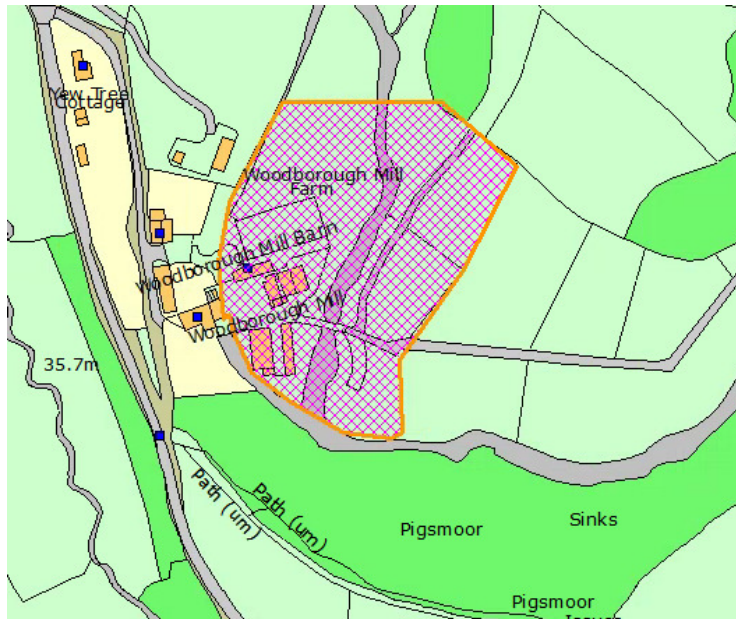 Yew Tree
Cottage
Woodborough Mill
Farm
Woodborough Mill Barn
Woodborough Mill
35.7m
Path (um)
Path (um)
Pigsmoor
Sinks
Pigsmoor